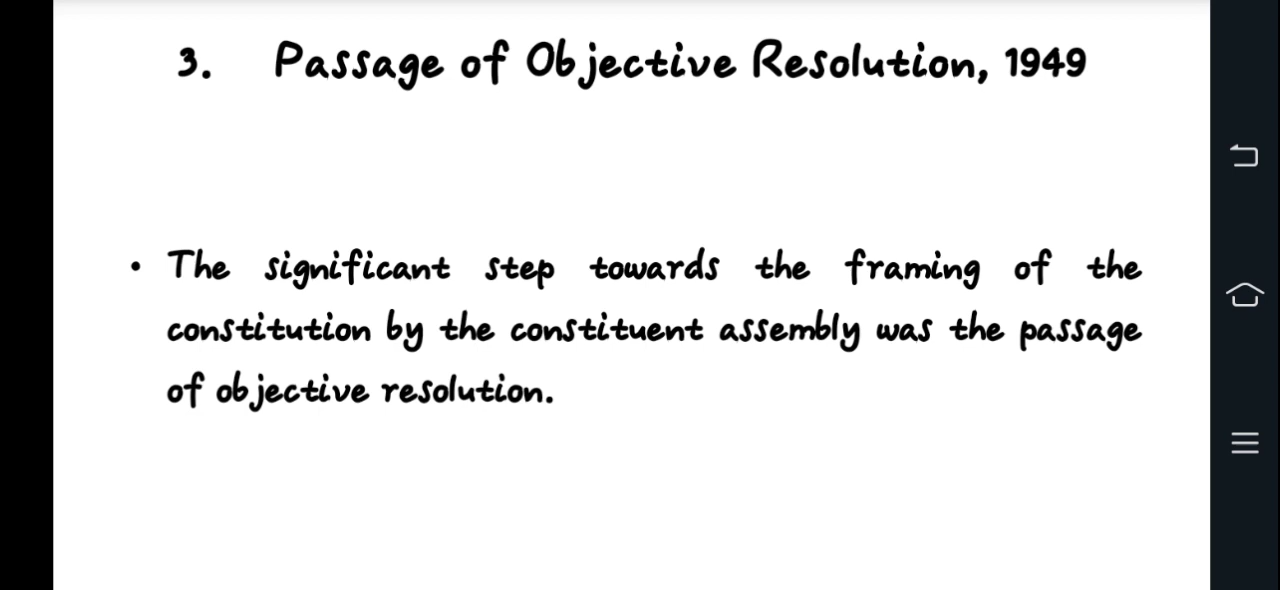 3. Passage of Objective Resolution, 1949
• The significant step towards the framing of the
constitution by the constituent assembly was the passage
of objective resolution.